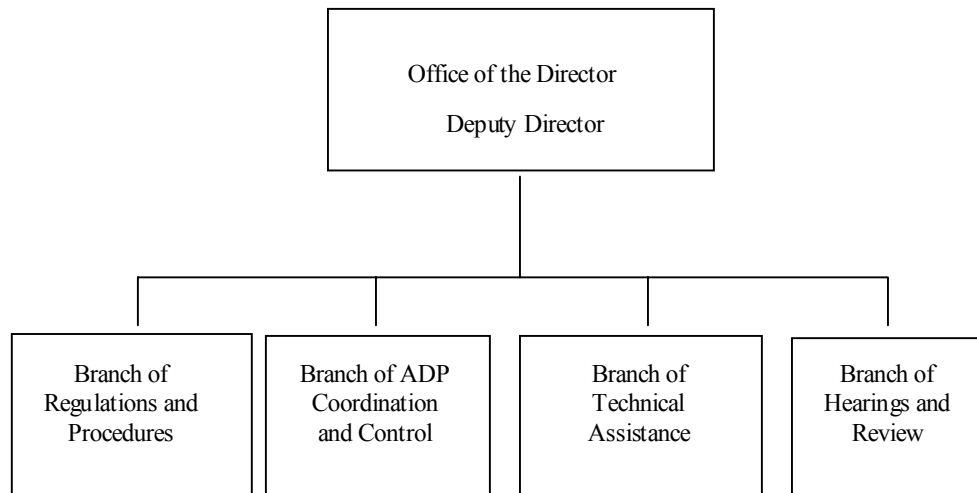 Office of the Director
Deputy Director
Branch of
Regulations and
Procedures
Branch of ADP
Coordination
and Control
Branch of
Technical
Assistance
Branch of
Hearings and
Review